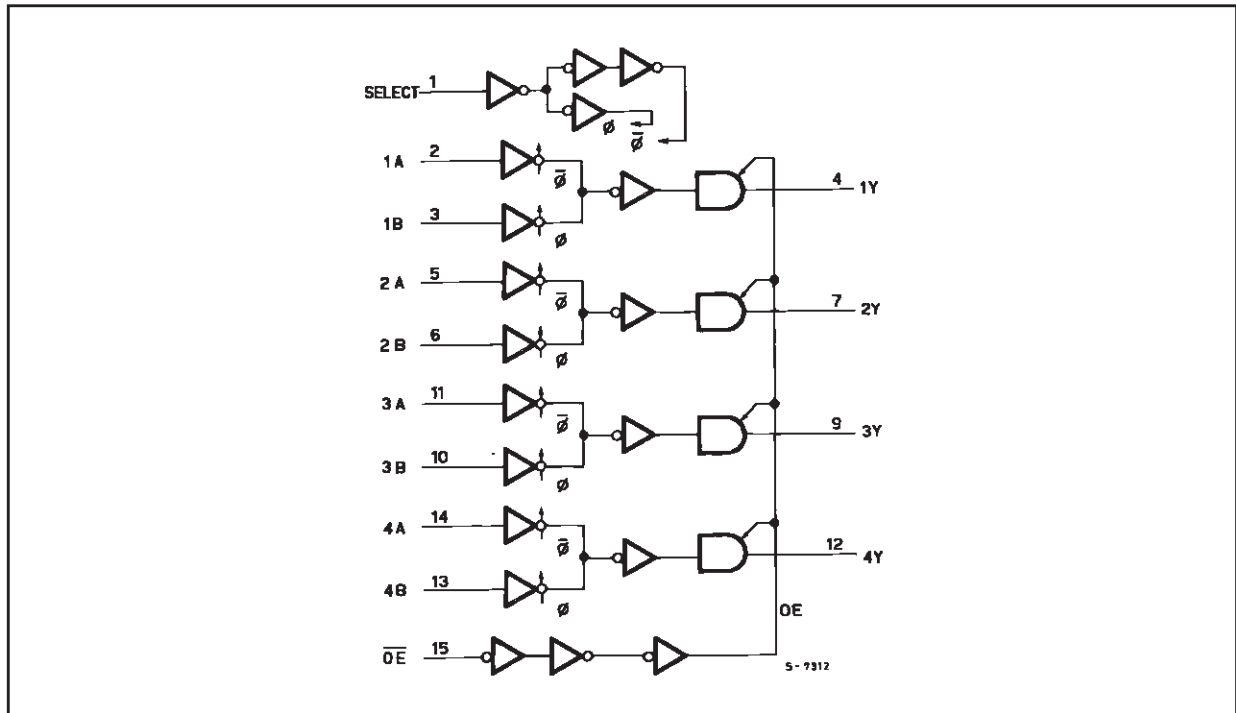 SELECT 1
ø
ø̅
1A 2
ø̅
4 1Y
1B 3
ø
2A 5
ø̅
7 2Y
2B 6
ø
3A 11
ø̅
9 3Y
3B 10
ø
4A 14
ø̅
12 4Y
4B 13
ø
OE
O̅E̅ 15
S-7312